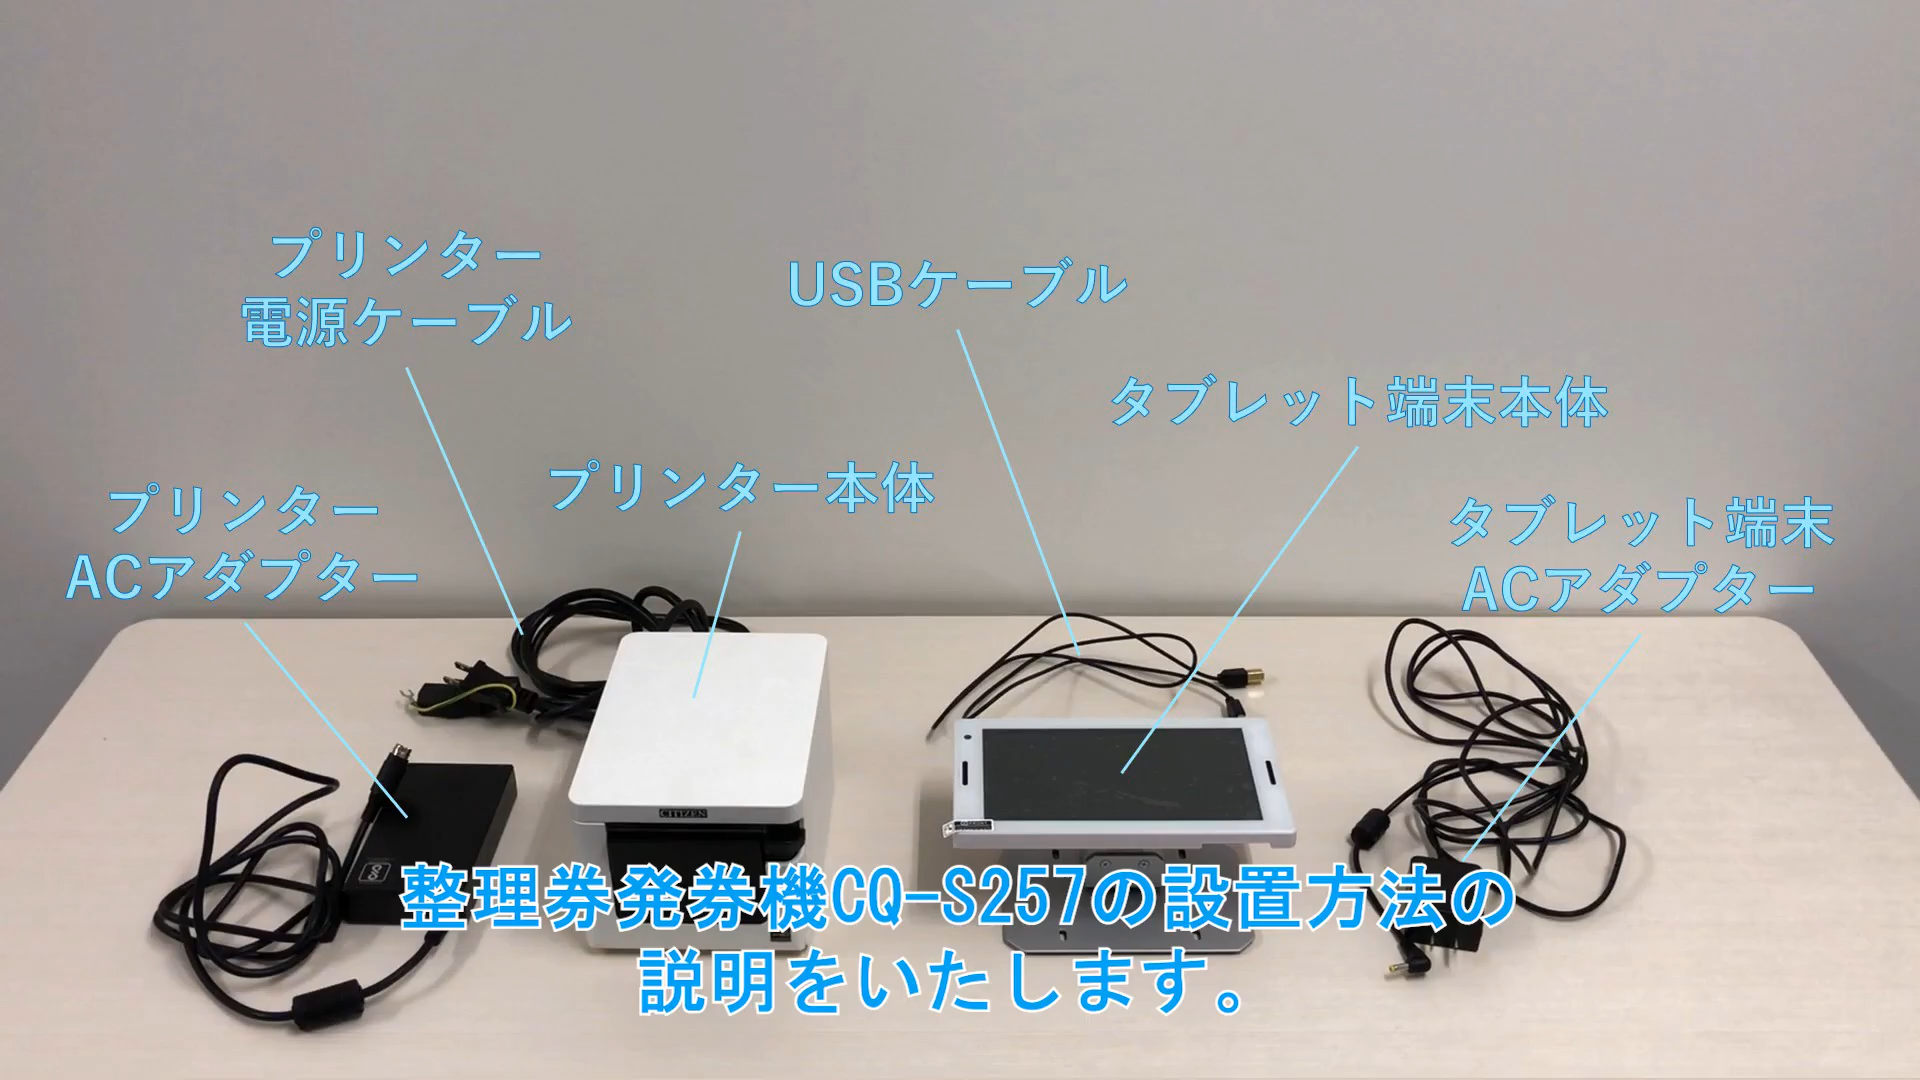 プリンター
電源ケーブル
USBケーブル
タブレット端末本体
プリンター本体
プリンター
ACアダプター
タブレット端末
ACアダプター
CITIZEN
整理券発券機CQ-S257の設置方法の
説明をいたします。